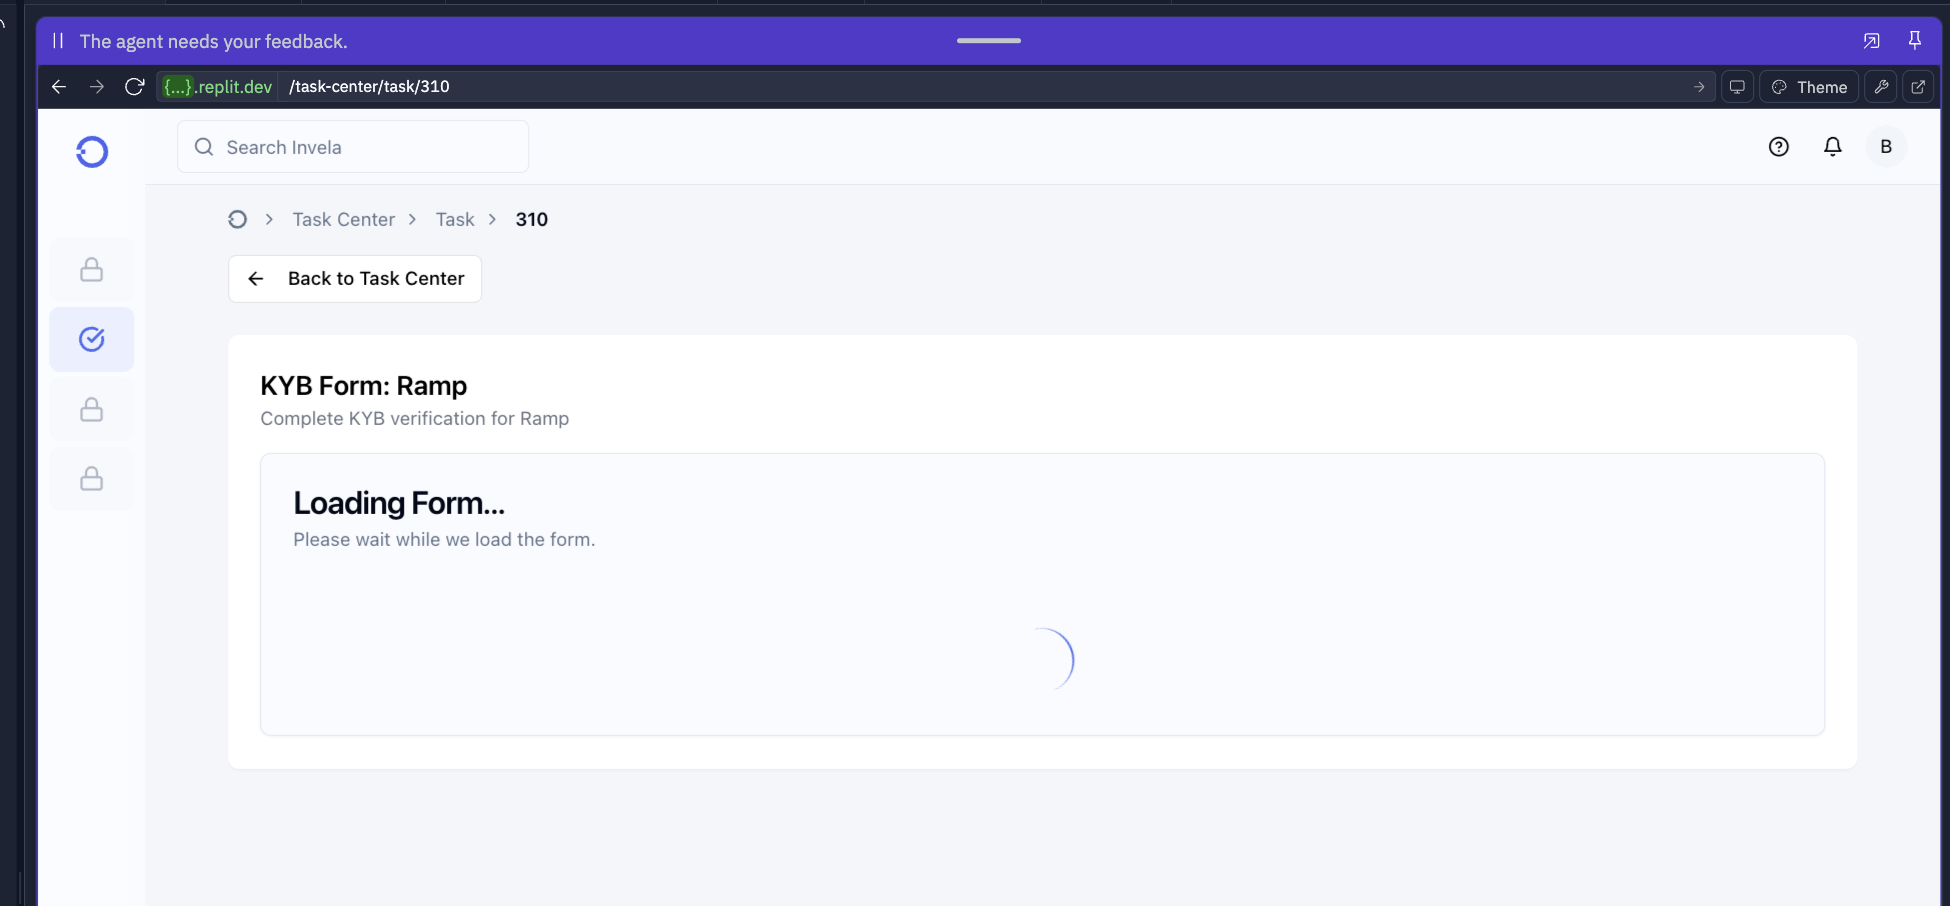 The agent needs your feedback.
{...}.replit.dev /task-center/task/310
Theme
Search Invela
B
Task Center
Task
310
Back to Task Center
KYB Form: Ramp
Complete KYB verification for Ramp
Loading Form...
Please wait while we load the form.